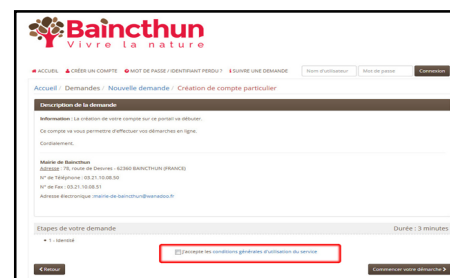 Baincthun
Vivre la nature
ACCUEIL CRÉER UN COMPTE MOT DE PASSE / IDENTIFIANT PERDU ? SUIVRE UNE DEMANDE Nom d'utilisateur Mot de passe Connexion
Accueil / Demandes / Nouvelle demande / Création de compte particulier
Description de la demande
Information : La création de votre compte sur ce portail va débuter.
Ce compte va vous permettre d'effectuer vos démarches en ligne.
Cordialement.
Mairie de Baincthun
Adresse : 70, route de Desvres - 62360 BAINCTHUN (FRANCE)
N° de Téléphone : 03.21.10.08.50
N° de Fax : 03.21.10.08.51
Adresse électronique : mairie-de-baincthun@wanadoo.fr
Etapes de votre demande Durée : 3 minutes
1 : Identité
J'accepte les conditions générales d'utilisation du service
Retour Commencer votre démarche